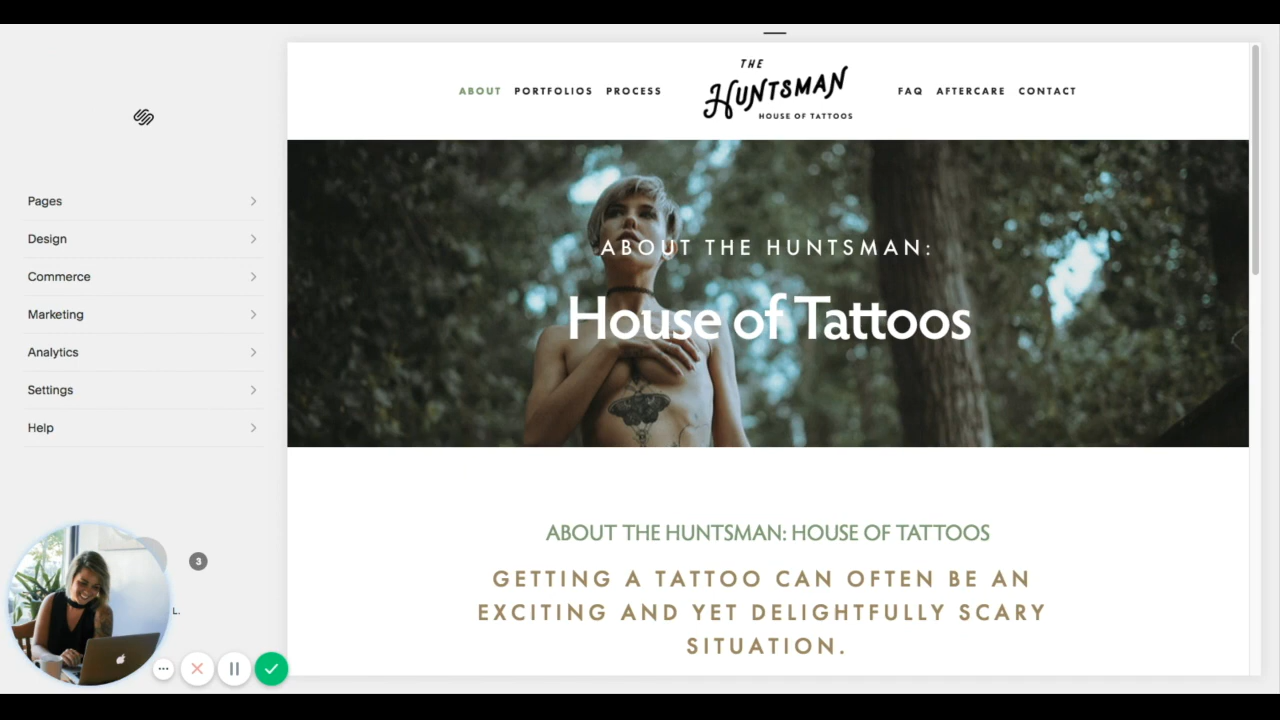 THE
HUNTSMAN
HOUSE OF TATTOOS
ABOUT PORTFOLIOS PROCESS
FAQ AFTERCARE CONTACT
Pages
Design
Commerce
Marketing
Analytics
Settings
Help
3
L.
ABOUT THE HUNTSMAN:
House of Tattoos
ABOUT THE HUNTSMAN: HOUSE OF TATTOOS
GETTING A TATTOO CAN OFTEN BE AN
EXCITING AND YET DELIGHTFULLY SCARY
SITUATION.